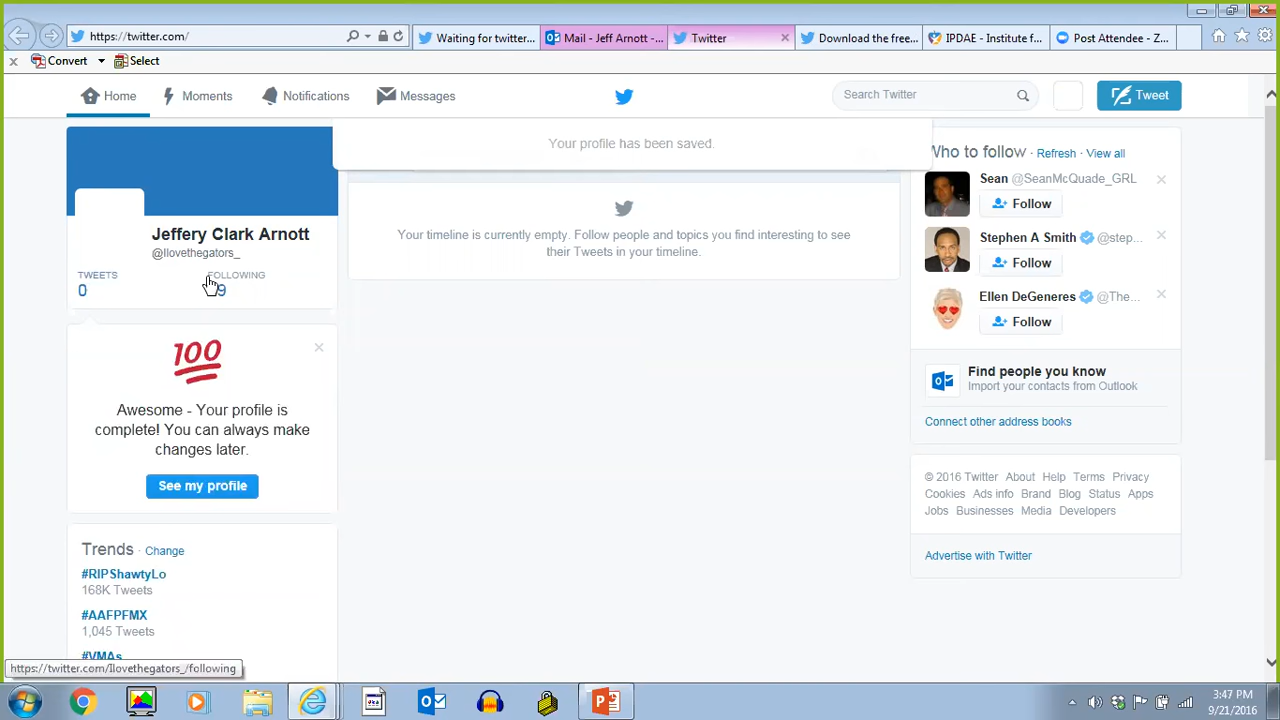 https://twitter.com/
Waiting for twitter...
Mail - Jeff Arnott -...
Twitter
Download the free...
IPDAE - Institute f...
Post Attendee - Z...
Convert
Select
Home
Moments
Notifications
Messages
Search Twitter
Tweet
Your profile has been saved.
Jeffery Clark Arnott
@Ilovethegators_
TWEETS
FOLLOWING
0
9
Your timeline is currently empty. Follow people and topics you find interesting to see
their Tweets in your timeline.
Who to follow · Refresh · View all
Sean @SeanMcQuade_GRL
Follow
Stephen A Smith @step...
Follow
Ellen DeGeneres @The...
Follow
Find people you know
Import your contacts from Outlook
Connect other address books
© 2016 Twitter About Help Terms Privacy
Cookies Ads info Brand Blog Status Apps
Jobs Businesses Media Developers
Advertise with Twitter
100
Awesome - Your profile is
complete! You can always make
changes later.
See my profile
Trends · Change
#RIPShawtyLo
168K Tweets
#AAFPFMX
1,045 Tweets
#VMAs
https://twitter.com/Ilovethegators_/following
3:47 PM
9/21/2016